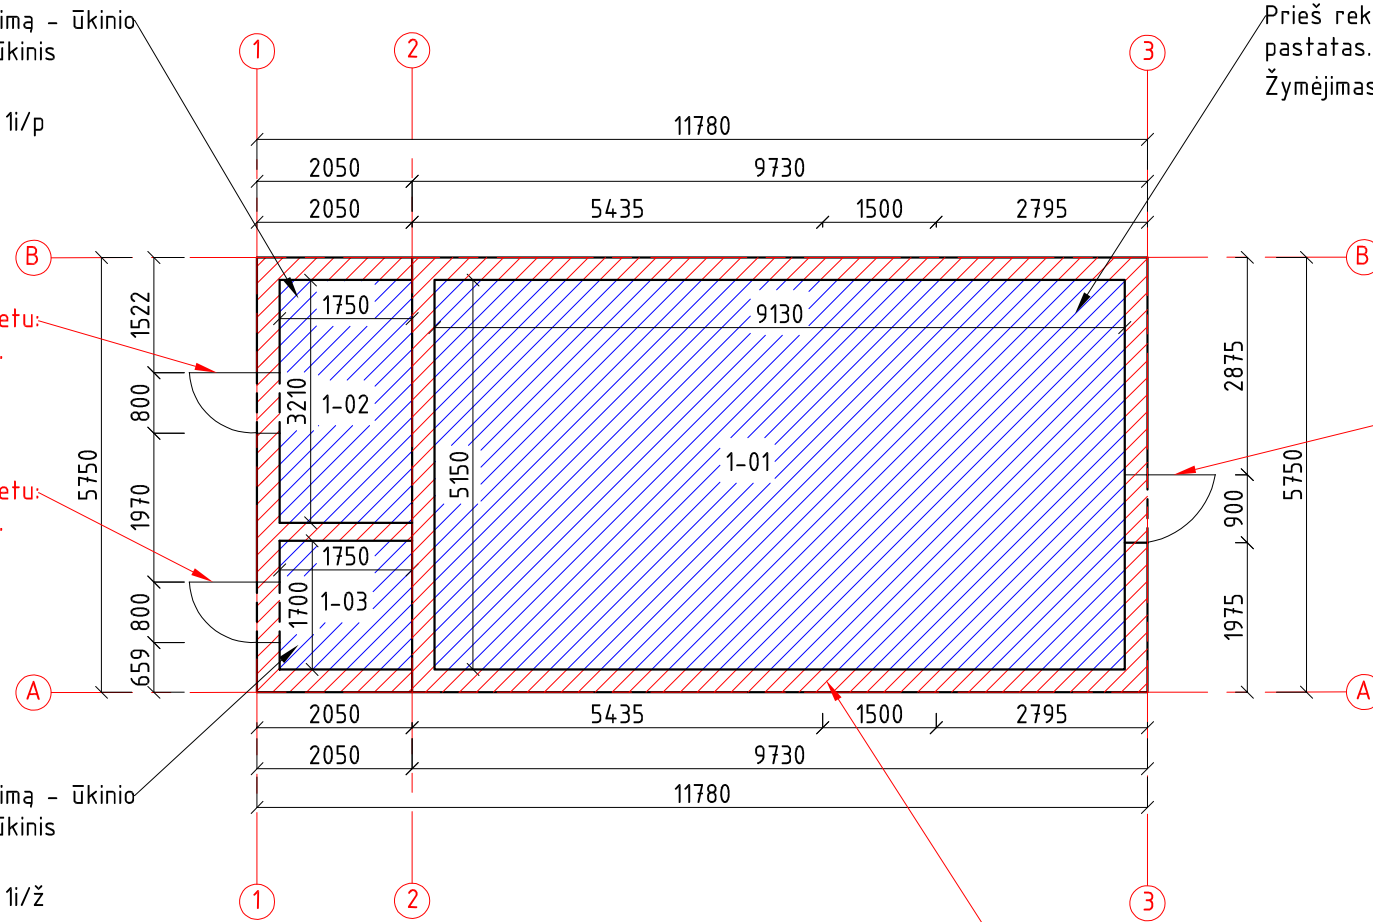 imą - ūkinio
ūkinis
1i/p
Prieš rek
pastatas.
Žymėjimas
1
2
3
11780
2050
9730
2050
5435
1500
2795
B
B
1750
9130
1522
etu:
2875
3210
800
1-02
5750
5150
1-01
5750
1970
etu:
900
1750
1700
1-03
800
1975
659
A
A
2050
5435
1500
2795
2050
9730
11780
imą - ūkinio
ūkinis
1i/ž
1
2
3